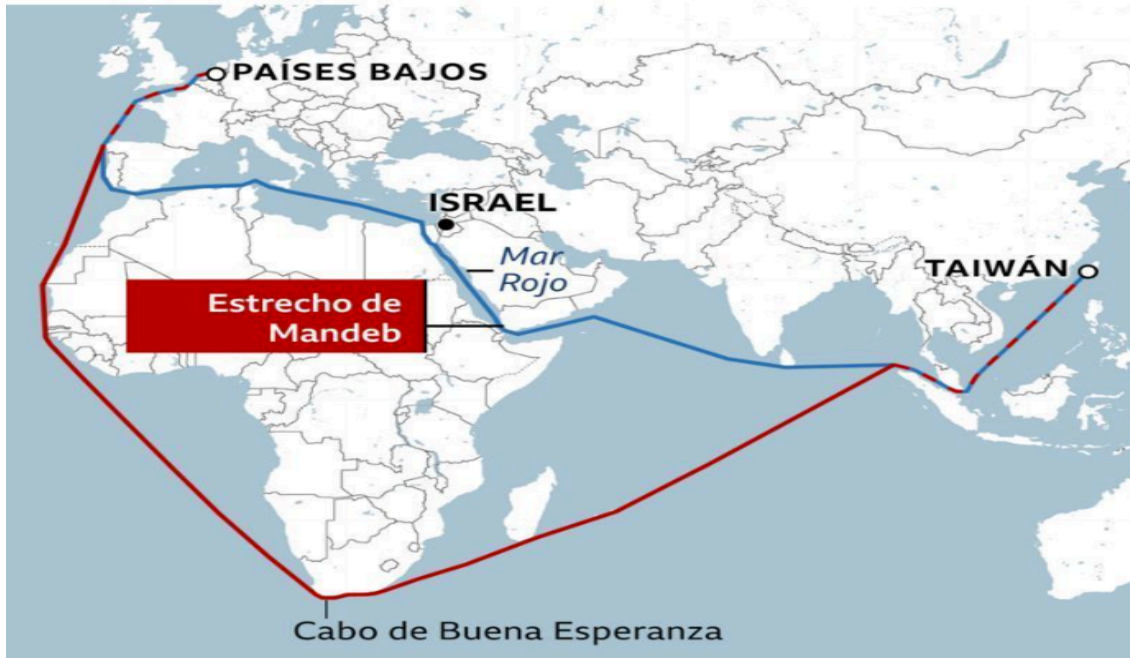 PAÍSES BAJOS
ISRAEL
Mar
Rojo
TAIWÁN
Estrecho de
Mandeb
Cabo de Buena Esperanza